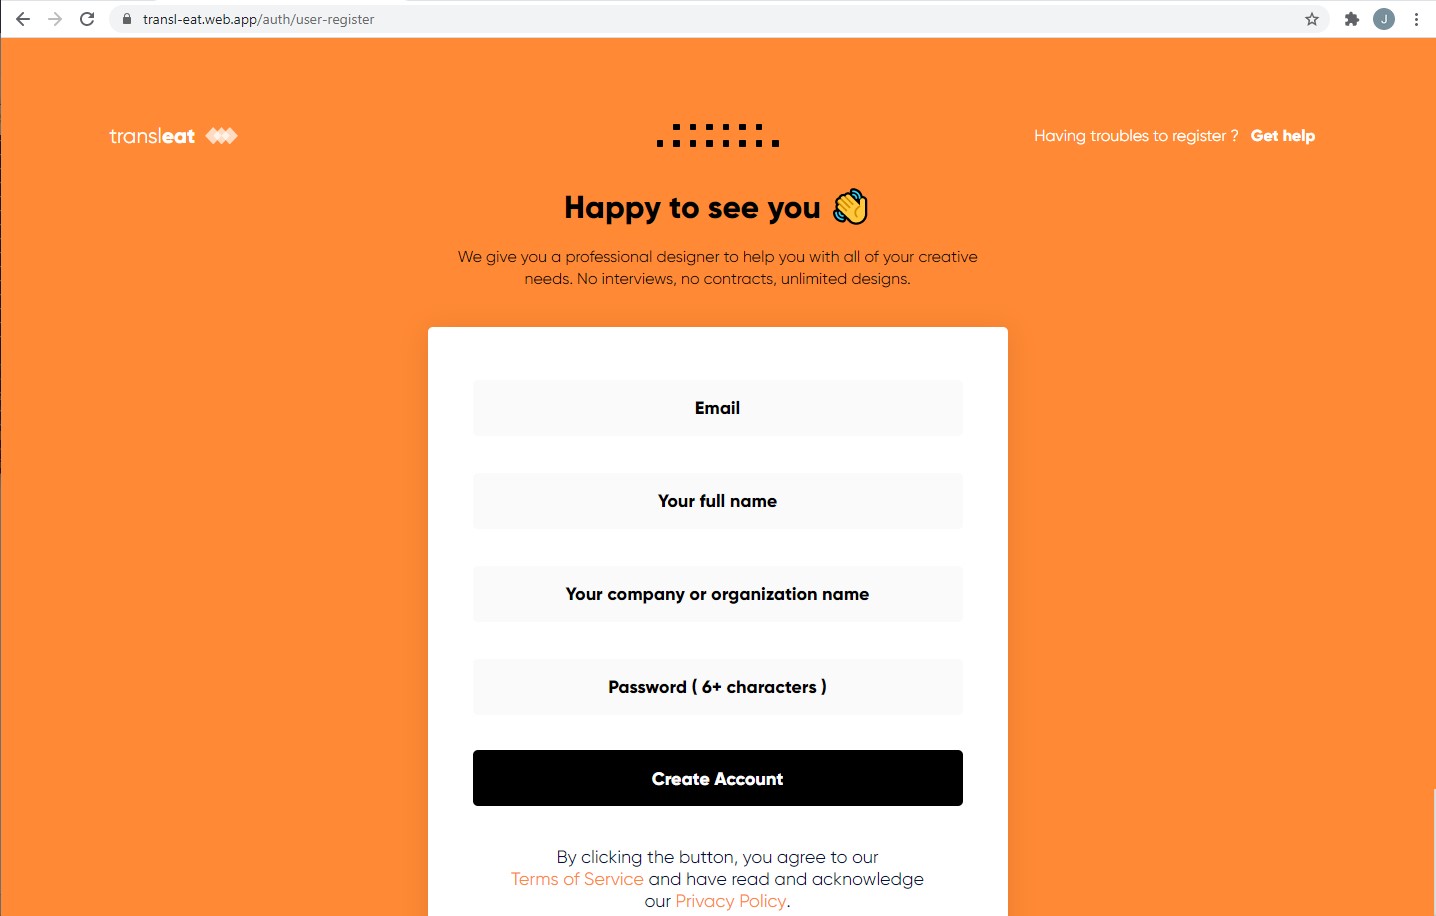 transl-eat.web.app/auth/user-register
J
transleat
Having troubles to register ? Get help
Happy to see you 👋
We give you a professional designer to help you with all of your creative
needs. No interviews, no contracts, unlimited designs.
Email
Your full name
Your company or organization name
Password ( 6+ characters )
Create Account
By clicking the button, you agree to our
Terms of Service and have read and acknowledge
our Privacy Policy.